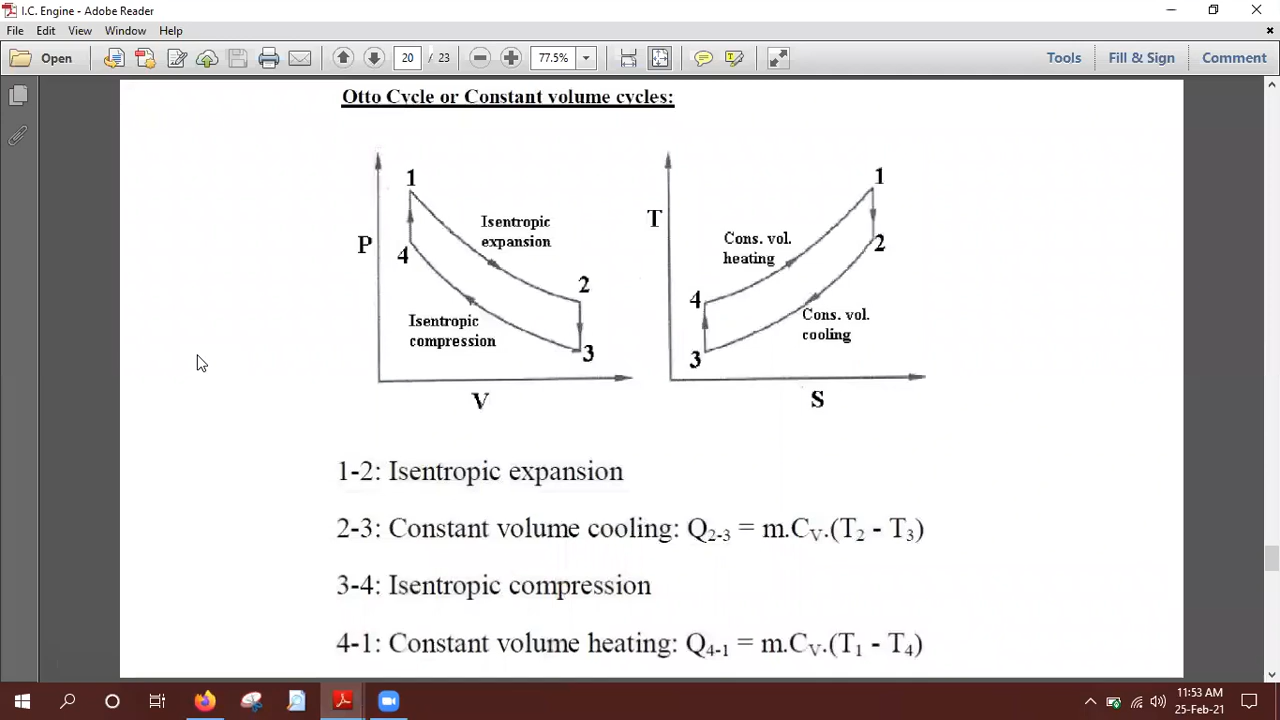 I.C. Engine - Adobe Reader
File Edit View Window Help
Open 20 / 23 77.5% Tools Fill & Sign Comment
Otto Cycle or Constant volume cycles:
1
Isentropic
expansion
P
4
2
Isentropic
compression
3
V
1
T
Cons. vol.
heating
2
4
Cons. vol.
cooling
3
S
1-2: Isentropic expansion
2-3: Constant volume cooling: Q2-3 = m.CV.(T2 - T3)
3-4: Isentropic compression
4-1: Constant volume heating: Q4-1 = m.CV.(T1 - T4)
11:53 AM
25-Feb-21